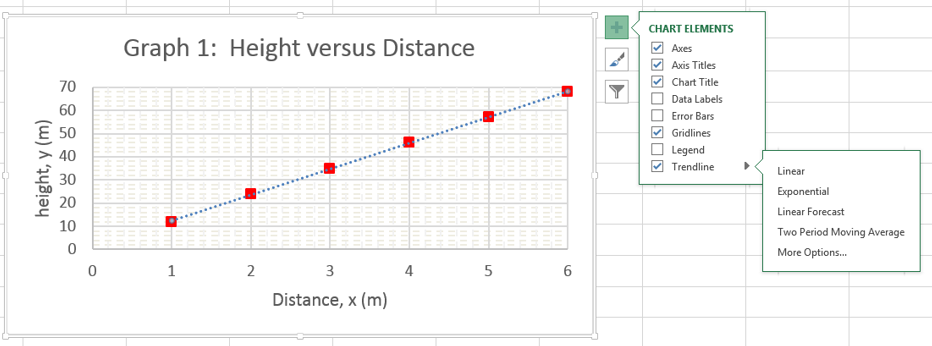 Graph 1:  Height versus Distance
height, y (m)
70
60
50
40
30
20
10
0
0 1 2 3 4 5 6
Distance, x (m)
CHART ELEMENTS
Axes
Axis Titles
Chart Title
Data Labels
Error Bars
Gridlines
Legend
Trendline
Linear
Exponential
Linear Forecast
Two Period Moving Average
More Options...